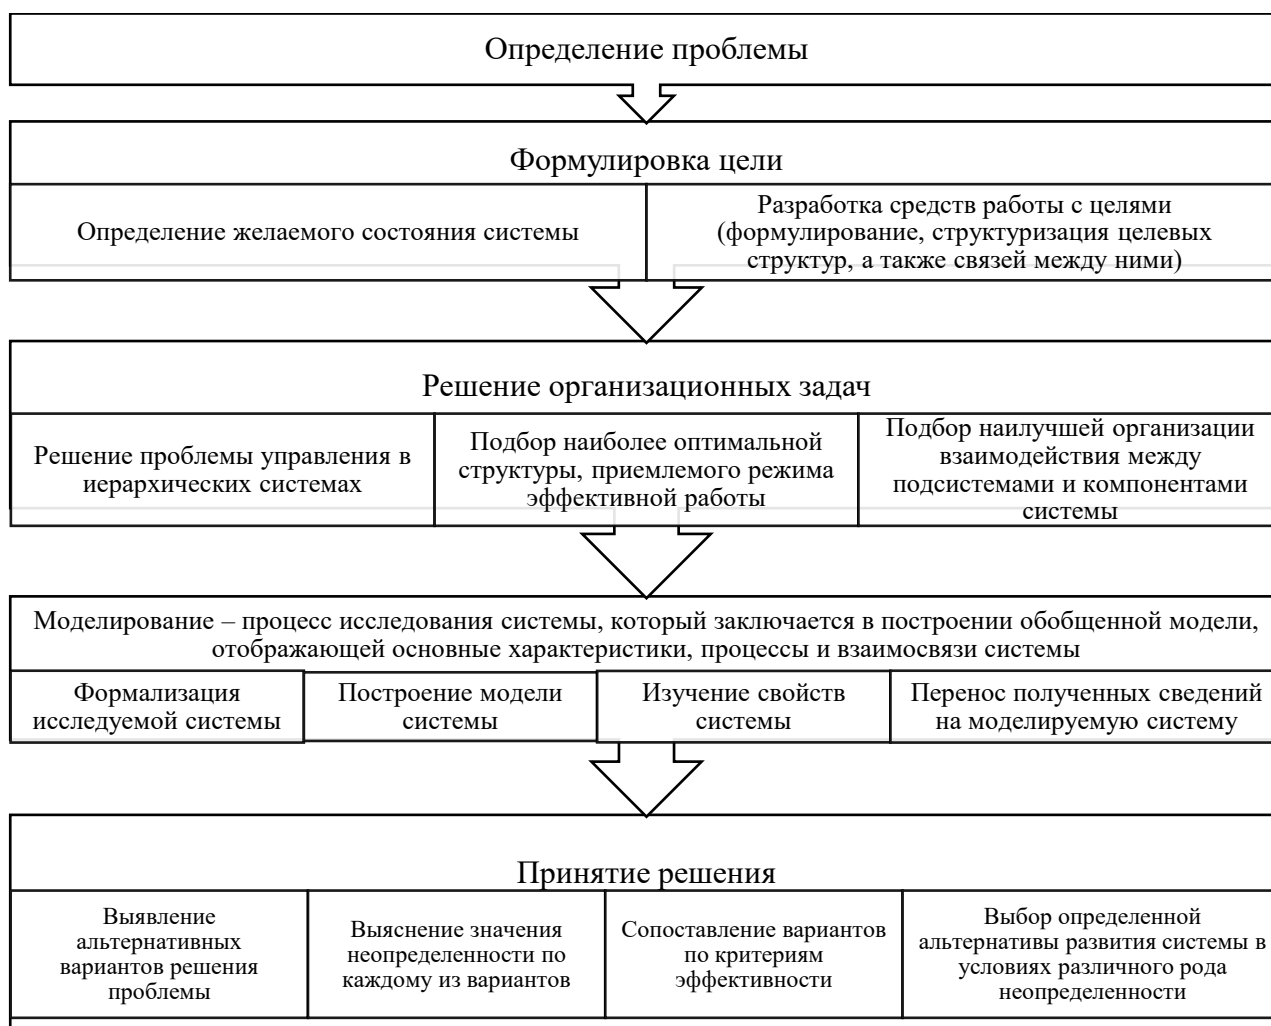 Определение проблемы
Формулировка цели
Определение желаемого состояния системы
Разработка средств работы с целями
(формулирование, структуризация целевых
структур, а также связей между ними)
Решение организационных задач
Решение проблемы управления в
иерархических системах
Подбор наиболее оптимальной
структуры, приемлемого режима
эффективной работы
Подбор наилучшей организации
взаимодействия между
подсистемами и компонентами
системы
Моделирование – процесс исследования системы, который заключается в построении обобщенной модели,
отображающей основные характеристики, процессы и взаимосвязи системы
Формализация
исследуемой системы
Построение модели
системы
Изучение свойств
системы
Перенос полученных сведений
на моделируемую систему
Принятие решения
Выявление
альтернативных
вариантов решения
проблемы
Выяснение значения
неопределенности по
каждому из вариантов
Сопоставление вариантов
по критериям
эффективности
Выбор определенной
альтернативы развития системы в
условиях различного рода
неопределенности